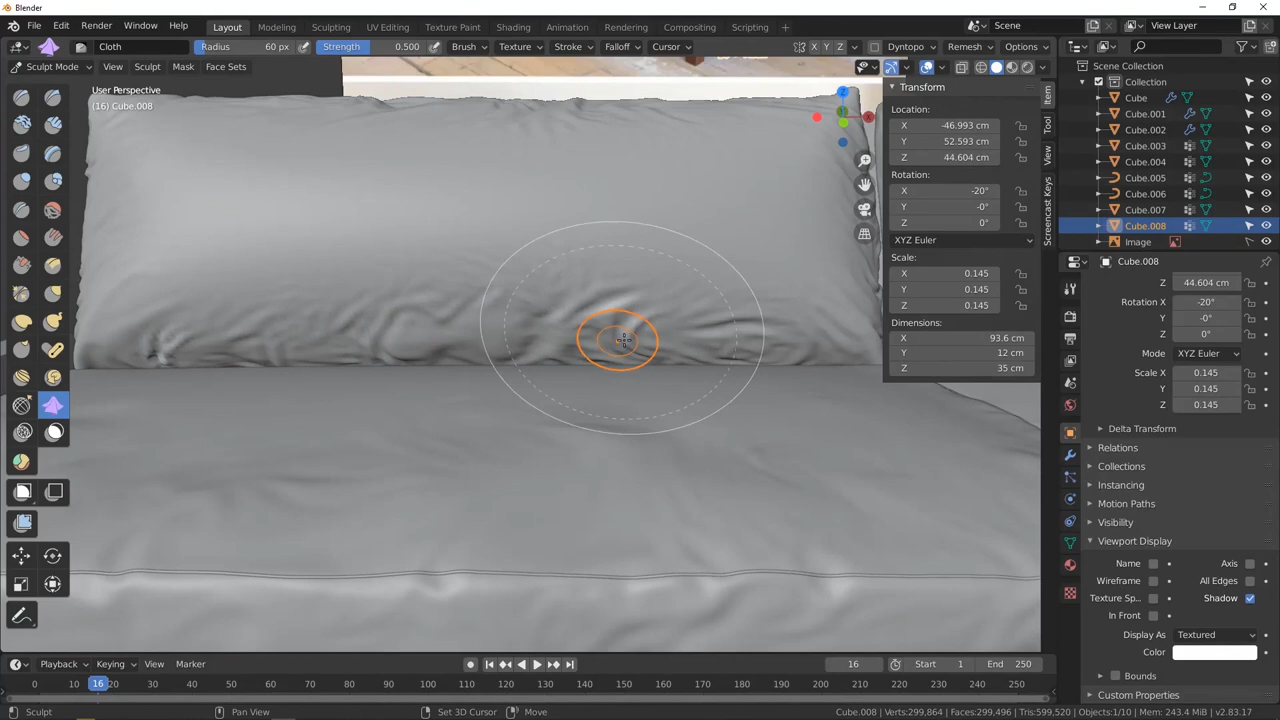 Blender
File Edit Render Window Help Layout Modeling Sculpting UV Editing Texture Paint Shading Animation Rendering Compositing Scripting + Scene View Layer
Cloth Radius 60 px Strength 0.500 Brush Texture Stroke Falloff Cursor X Y Z Dyntopo Remesh Options
Sculpt Mode View Sculpt Mask Face Sets
User Perspective
(16) Cube.008
Z
X
Transform
Location:
X -46.993 cm
Y 52.593 cm
Z 44.604 cm
Rotation:
X -20°
Y -0°
Z 0°
XYZ Euler
Scale:
X 0.145
Y 0.145
Z 0.145
Dimensions:
X 93.6 cm
Y 12 cm
Z 35 cm
Item
Tool
View
Screencast Keys
Scene Collection
Collection
Cube
Cube.001
Cube.002
Cube.003
Cube.004
Cube.005
Cube.006
Cube.007
Cube.008
Image
Cube.008
Z 44.604 cm
Rotation X -20°
Y -0°
Z 0°
Mode XYZ Euler
Scale X 0.145
Y 0.145
Z 0.145
Delta Transform
Relations
Collections
Instancing
Motion Paths
Visibility
Viewport Display
Name Axis
Wireframe All Edges
Texture Sp... Shadow
In Front
Display As Textured
Color
Bounds
Custom Properties
Playback Keying View Marker 16 Start 1 End 250
0 10 16 20 30 40 50 60 70 80 90 100 110 120 130 140 150 160 170 180 190 200 210 220 230 240 250
Sculpt Pan View Set 3D Cursor Move Cube.008 | Verts:299,864 | Faces:299,496 | Tris:599,520 | Objects:1/10 | Mem: 243.4 MiB | v2.83.17